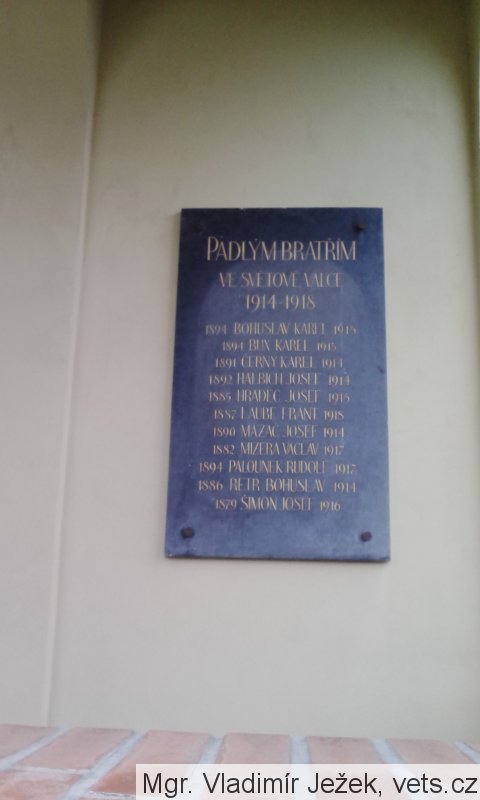 PADLÝM BRATŘÍM
VE SVĚTOVÉ VÁLCE
1914-1918
1894 BOHUSLAV KAREL 1915
1894 BUX KAREL 1915
1891 ČERNÝ KAREL 1914
1892 HALBICH JOSEF 1914
1885 HRADEC JOSEF 1915
1887 LAUBE FRANT 1918
1890 MAZAČ JOSEF 1914
1882 MIZERA VÁCLAV 1917
1894 PALOUNEK RUDOLF 1917
1886 RETR BOHUSLAV 1914
1879 ŠIMON JOSEF 1916
Mgr. Vladimír Ježek, vets.cz